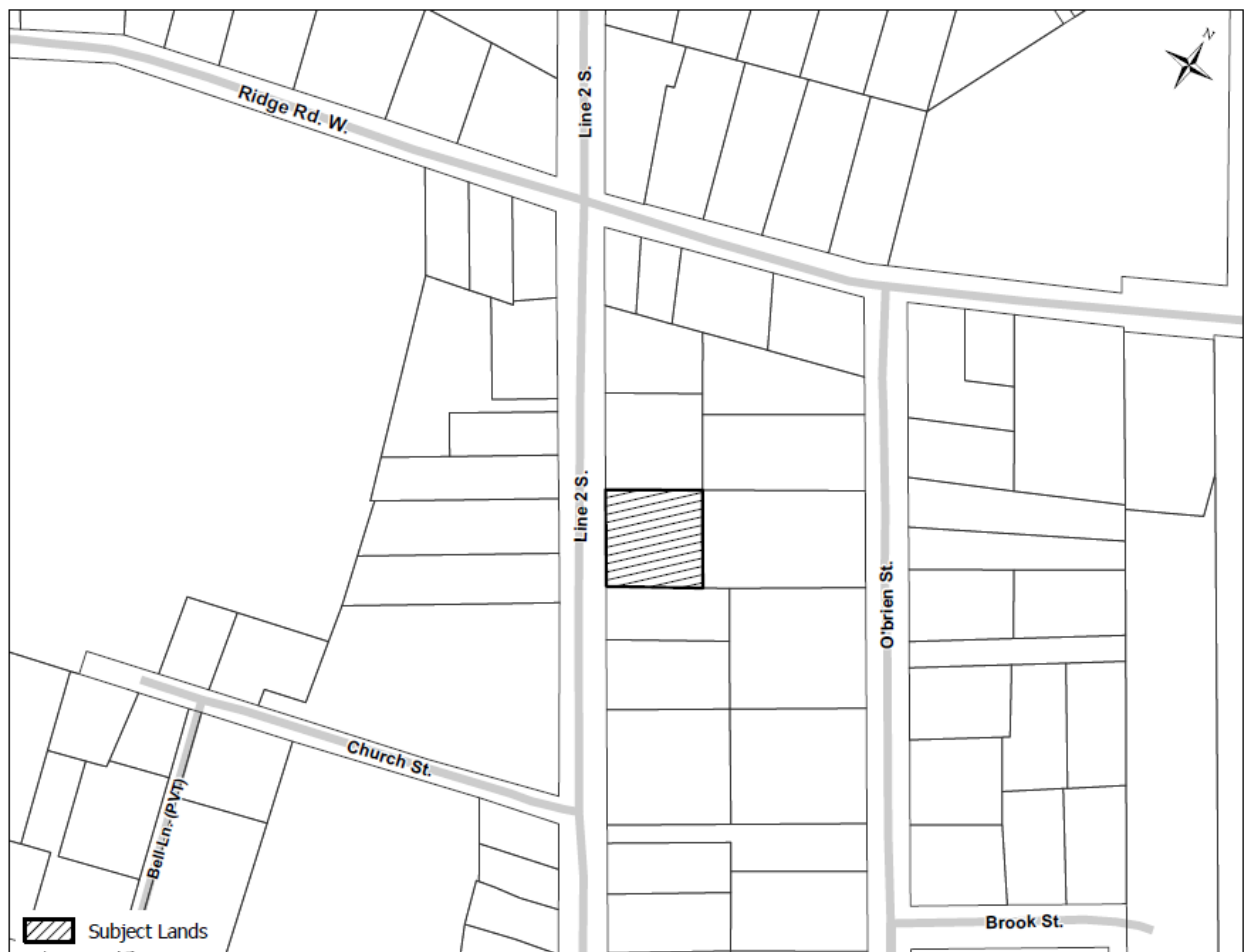 N
Line 2 S.
Ridge Rd. W.
Line 2 S.
O'brien St.
Church St.
Bell Ln. (PVT)
Brook St.
Subject Lands